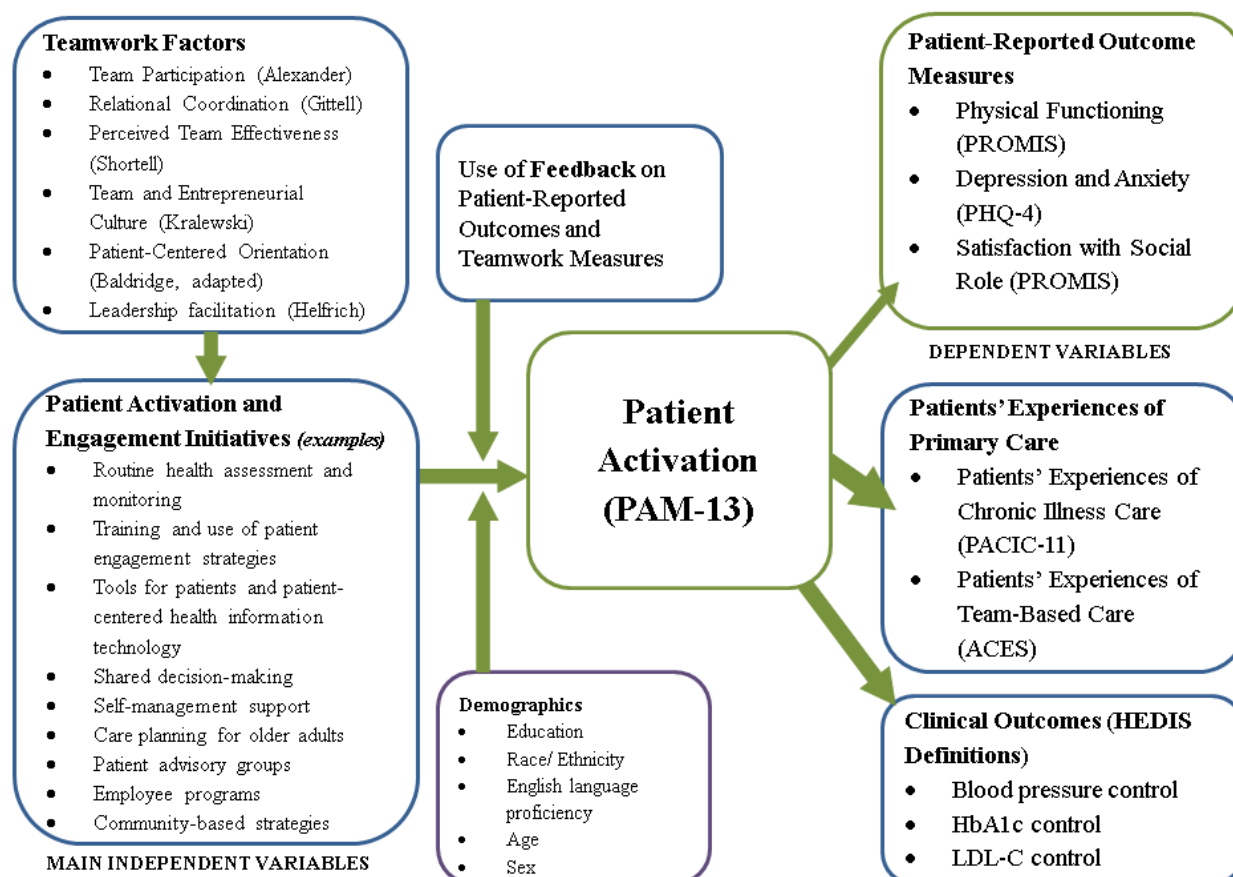 Teamwork Factors
• Team Participation (Alexander)
• Relational Coordination (Gittell)
• Perceived Team Effectiveness
(Shortell)
• Team and Entrepreneurial
Culture (Kralewski)
• Patient-Centered Orientation
(Baldridge, adapted)
• Leadership facilitation (Helfrich)
Patient Activation and
Engagement Initiatives (examples)
• Routine health assessment and
monitoring
• Training and use of patient
engagement strategies
• Tools for patients and patient-
centered health information
technology
• Shared decision-making
• Self-management support
• Care planning for older adults
• Patient advisory groups
• Employee programs
• Community-based strategies
MAIN INDEPENDENT VARIABLES
Use of Feedback on
Patient-Reported
Outcomes and
Teamwork Measures
Demographics
• Education
• Race/ Ethnicity
• English language
proficiency
• Age
• Sex
Patient
Activation
(PAM-13)
Patient-Reported Outcome
Measures
• Physical Functioning
(PROMIS)
• Depression and Anxiety
(PHQ-4)
• Satisfaction with Social
Role (PROMIS)
DEPENDENT VARIABLES
Patients' Experiences of
Primary Care
• Patients' Experiences of
Chronic Illness Care
(PACIC-11)
• Patients' Experiences of
Team-Based Care
(ACES)
Clinical Outcomes (HEDIS
Definitions)
• Blood pressure control
• HbA1c control
• LDL-C control